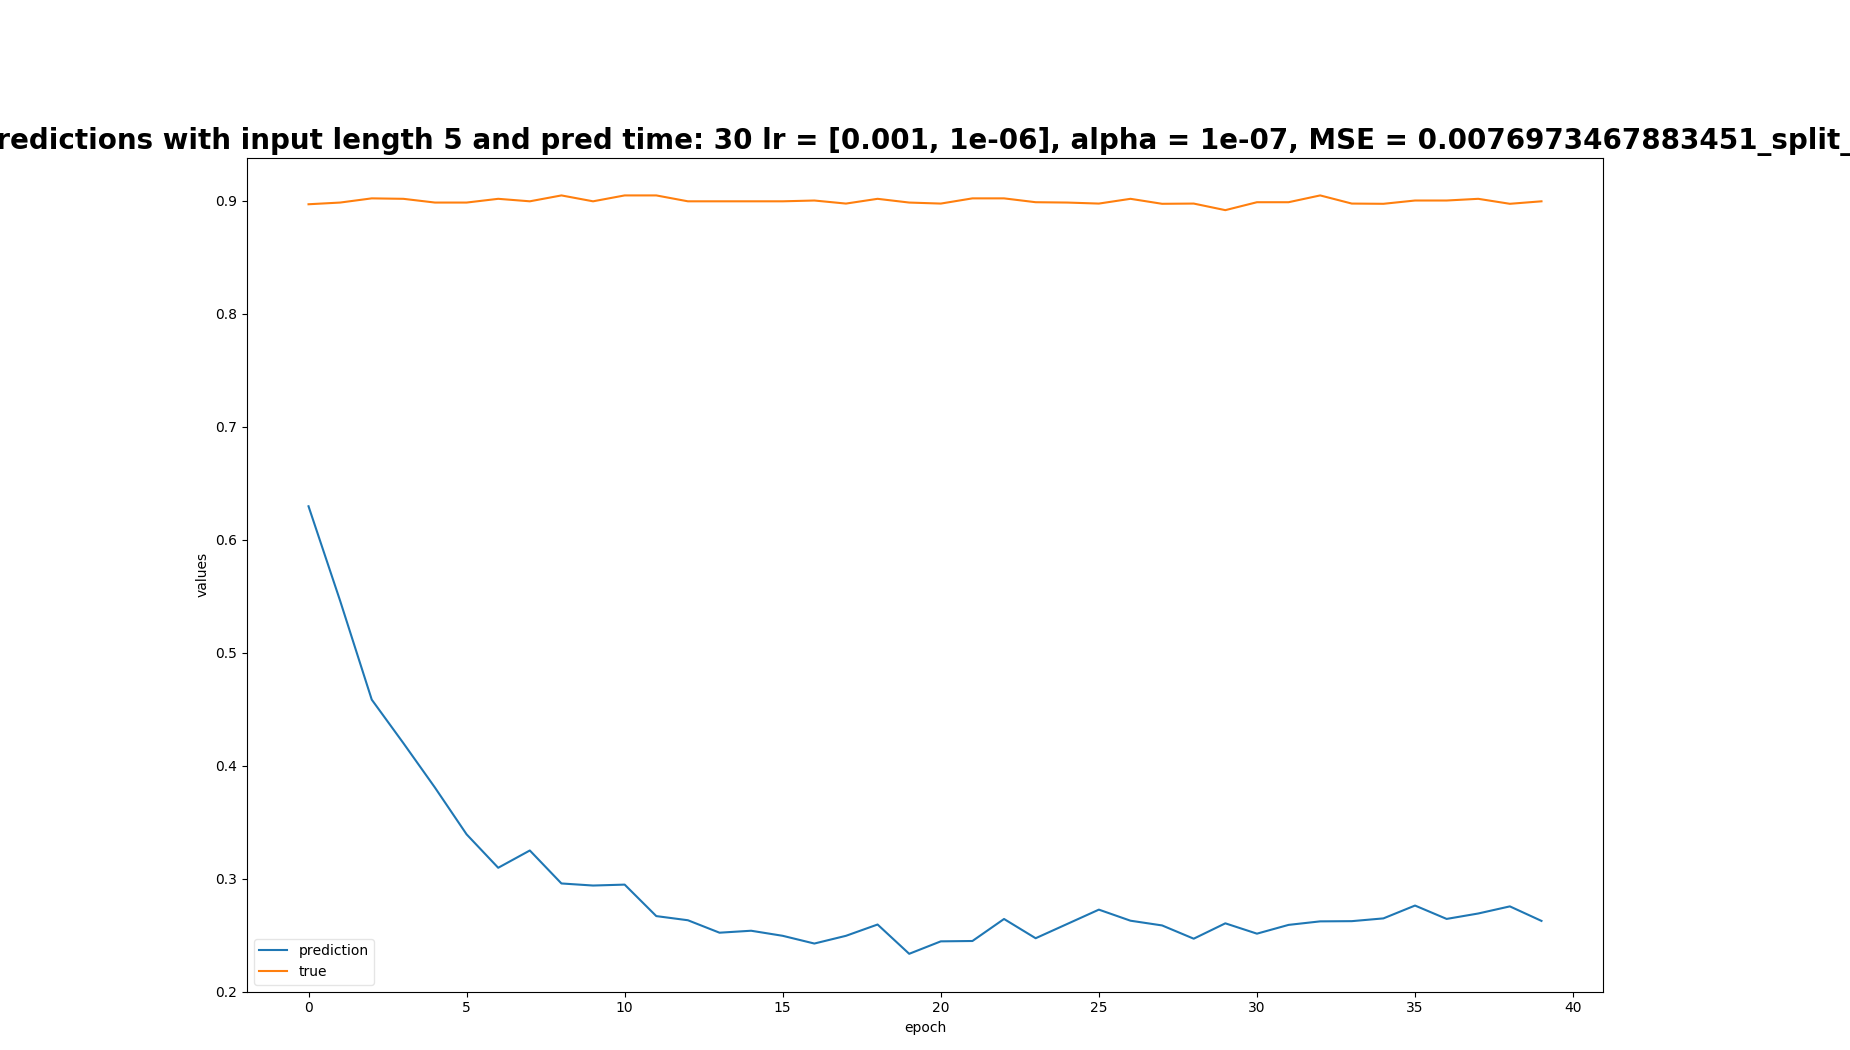 redictions with input length 5 and pred time: 30 lr = [0.001, 1e-06], alpha = 1e-07, MSE = 0.0076973467883451_split_
0.9
0.8
0.7
0.6
0.5
0.4
0.3
0.2
values
prediction
true
0 5 10 15 20 25 30 35 40
epoch